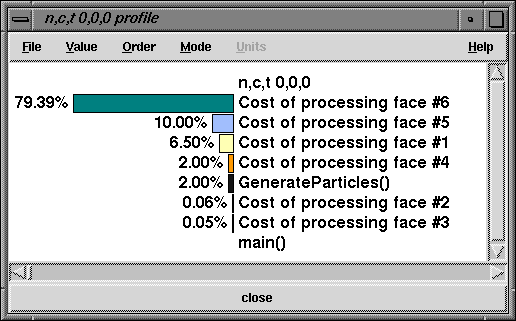 n,c,t 0,0,0 profile
File Value Order Mode Units Help
n,c,t 0,0,0
79.39% Cost of processing face #6
10.00% Cost of processing face #5
6.50% Cost of processing face #1
2.00% Cost of processing face #4
2.00% GenerateParticles()
0.06% Cost of processing face #2
0.05% Cost of processing face #3
main()
close